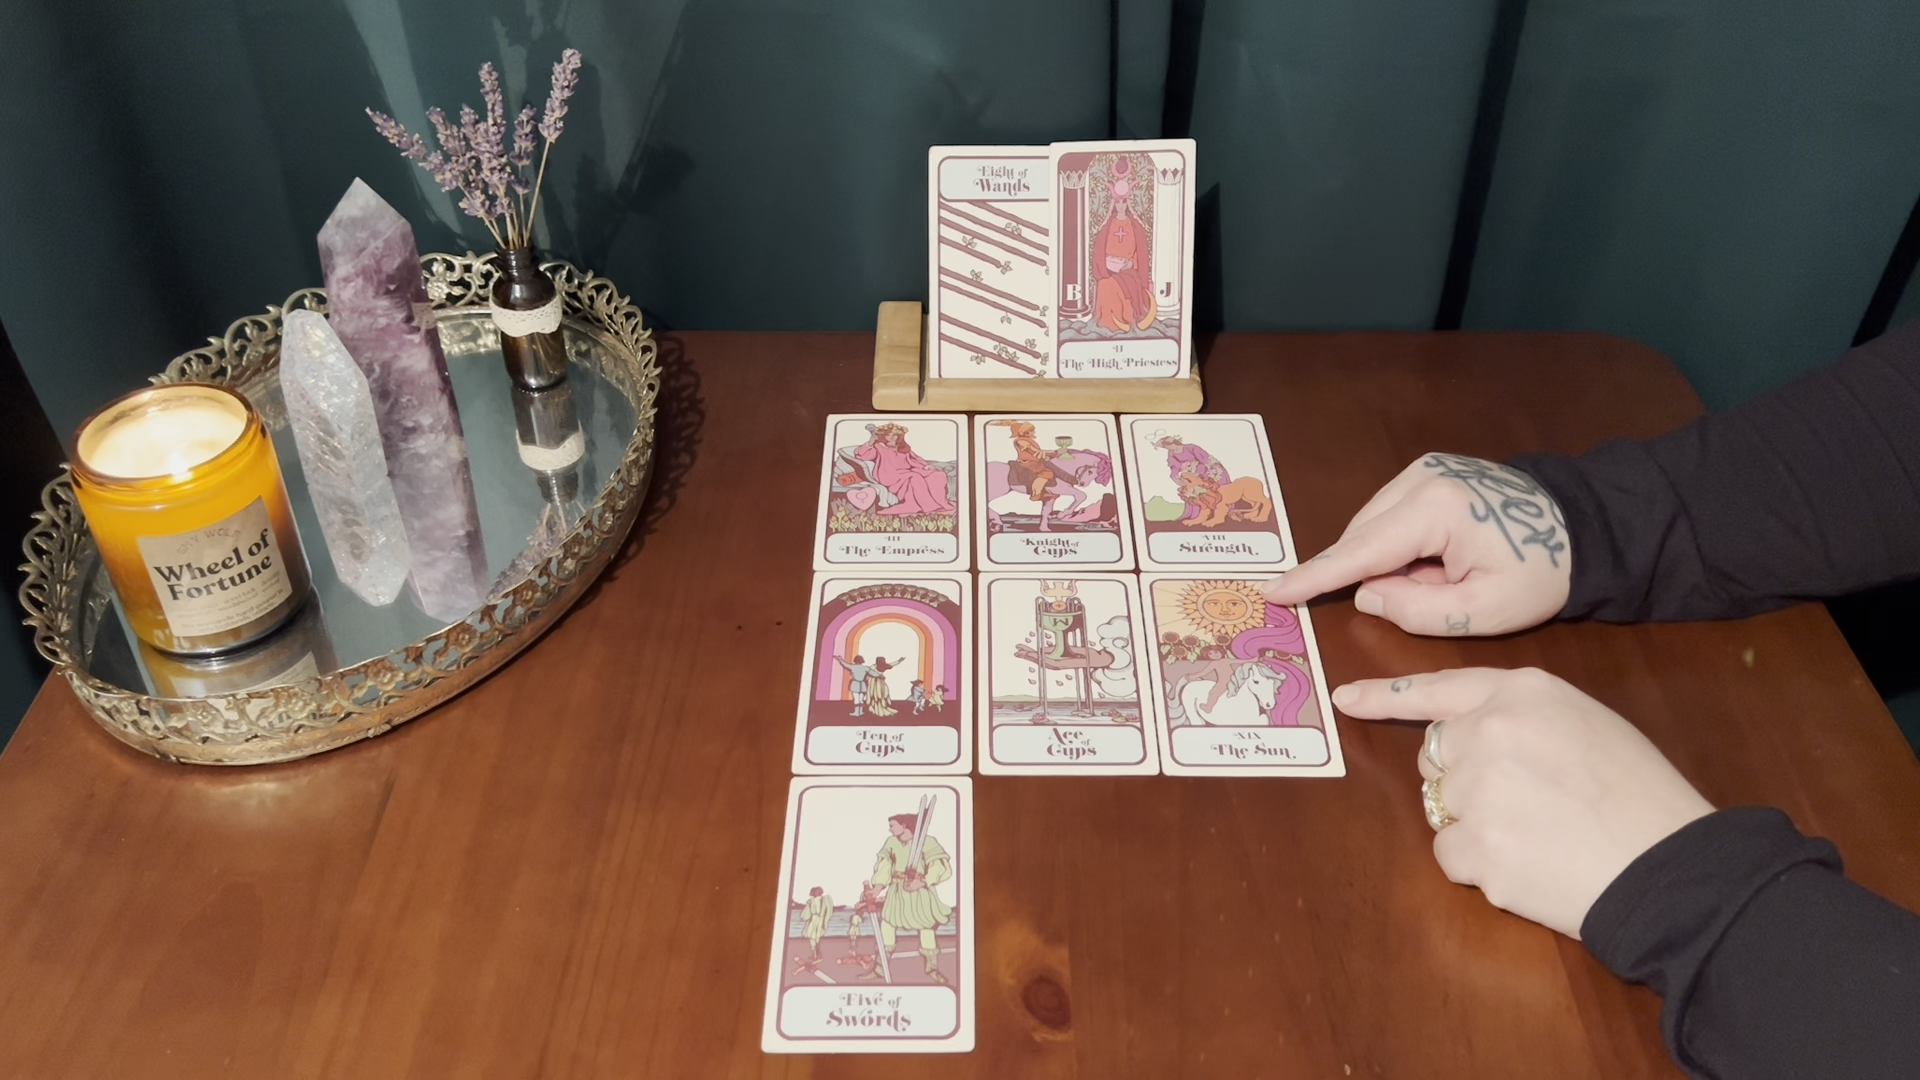 Eight of
Wands
B
J
II
The High Priestess
III
The Empress
Knight of
Cups
VIII
Strength
Ten of
Cups
Ace of
Cups
XIX
The Sun
Five of
Swords
Wheel of
Fortune